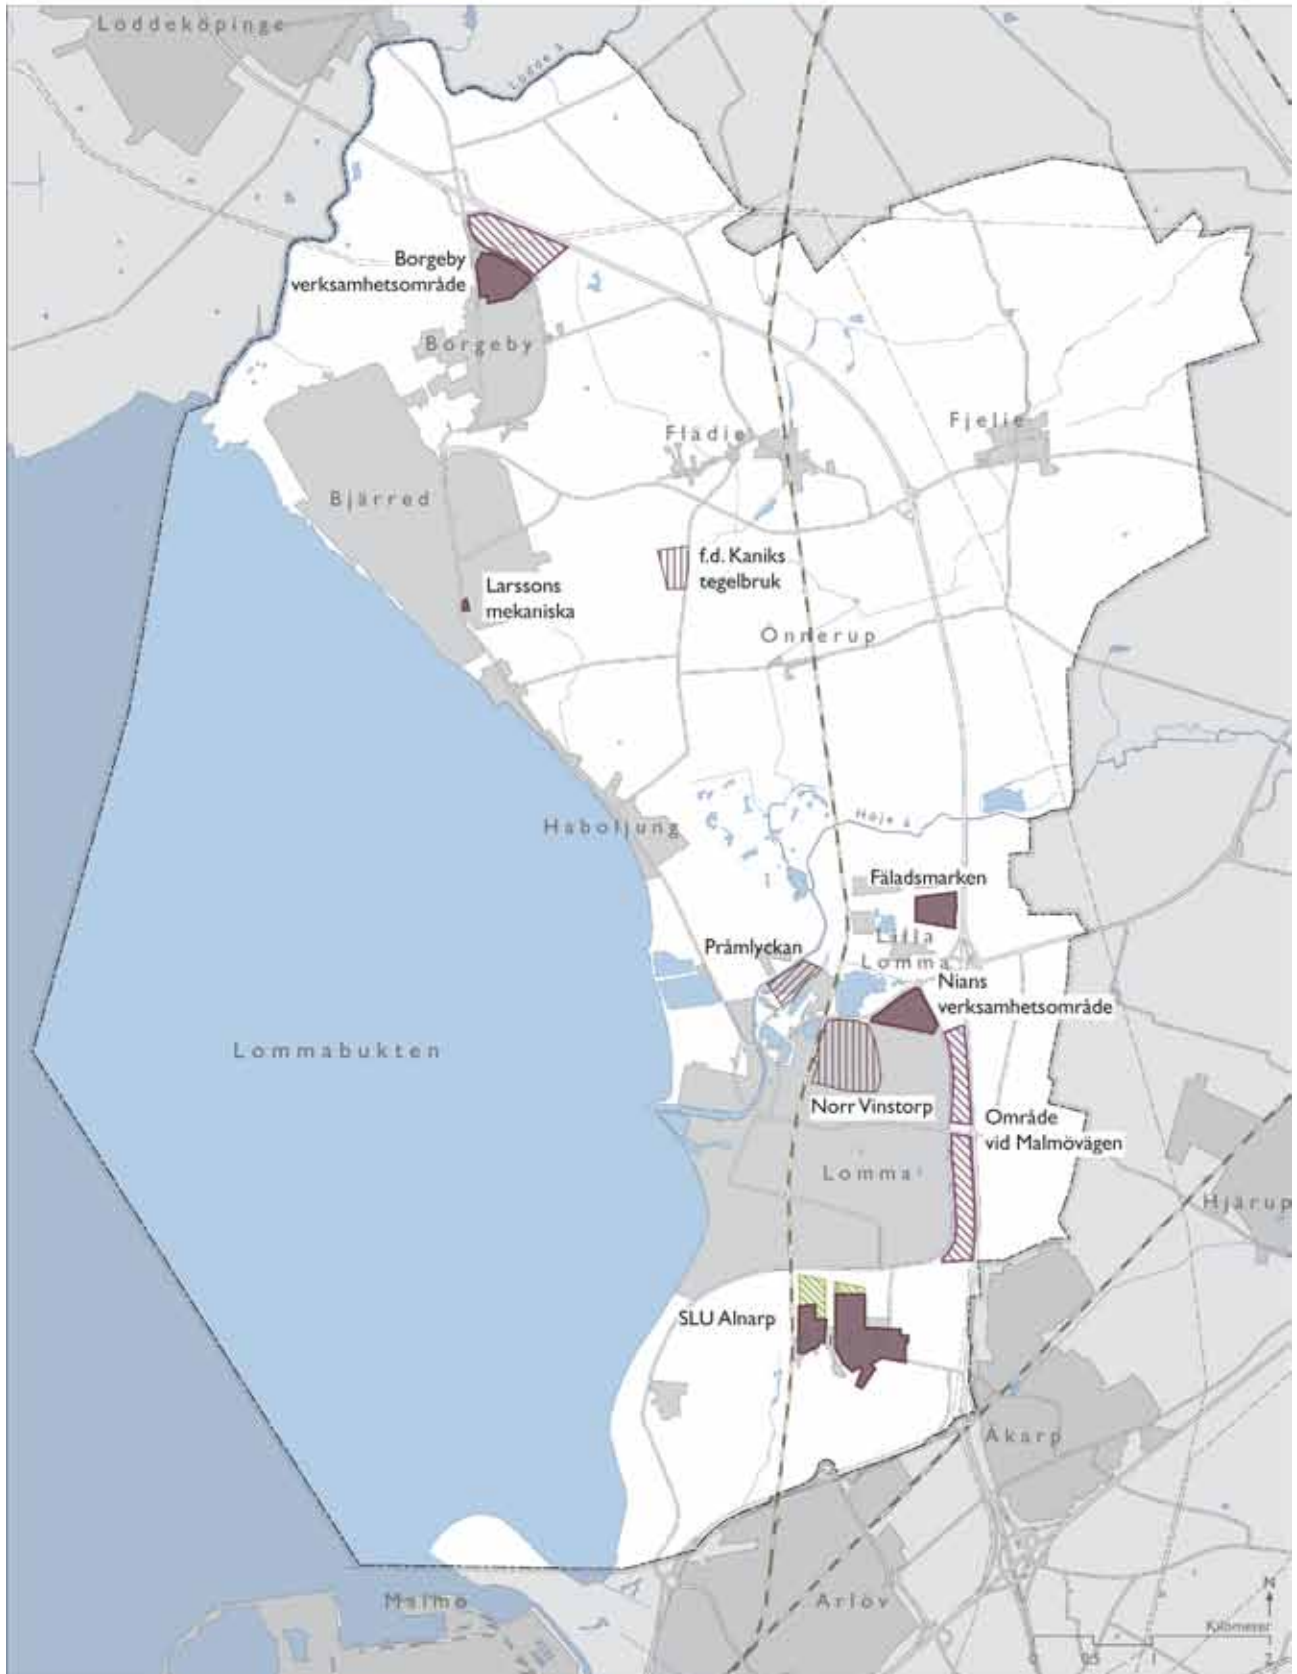 Löddeköpinge
Lödde å
Borgeby
verksamhetsområde
Borgeby
Flädie
Fjelie
Bjärred
f.d. Kaniks
tegelbruk
Larssons
mekaniska
Önnerup
Haboljung
Höje å
Fäladsmarken
Lilla
Lomma
Prämlyckan
Nians
verksamhetsområde
Lommabukten
Norr Vinstorp
Område
vid Malmövägen
Lomma
Hjärup
SLU Alnarp
Åkarp
Malmö
Arlöv
N
Kilometer
0 0,5 1 2